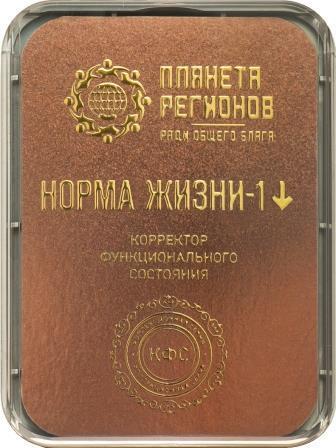 ПЛАНЕТА
РЕГИОНОВ
РАДИ ОБЩЕГО БЛАГА
НОРМА ЖИЗНИ-1↓
КОРРЕКТОР
ФУНКЦИОНАЛЬНОГО
СОСТОЯНИЯ
КФС